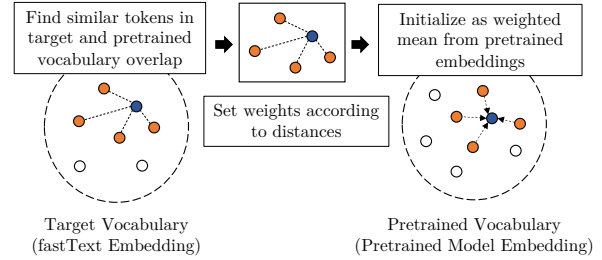 Find similar tokens in
target and pretrained
vocabulary overlap
Set weights according
to distances
Initialize as weighted
mean from pretrained
embeddings
Target Vocabulary
(fastText Embedding)
Pretrained Vocabulary
(Pretrained Model Embedding)